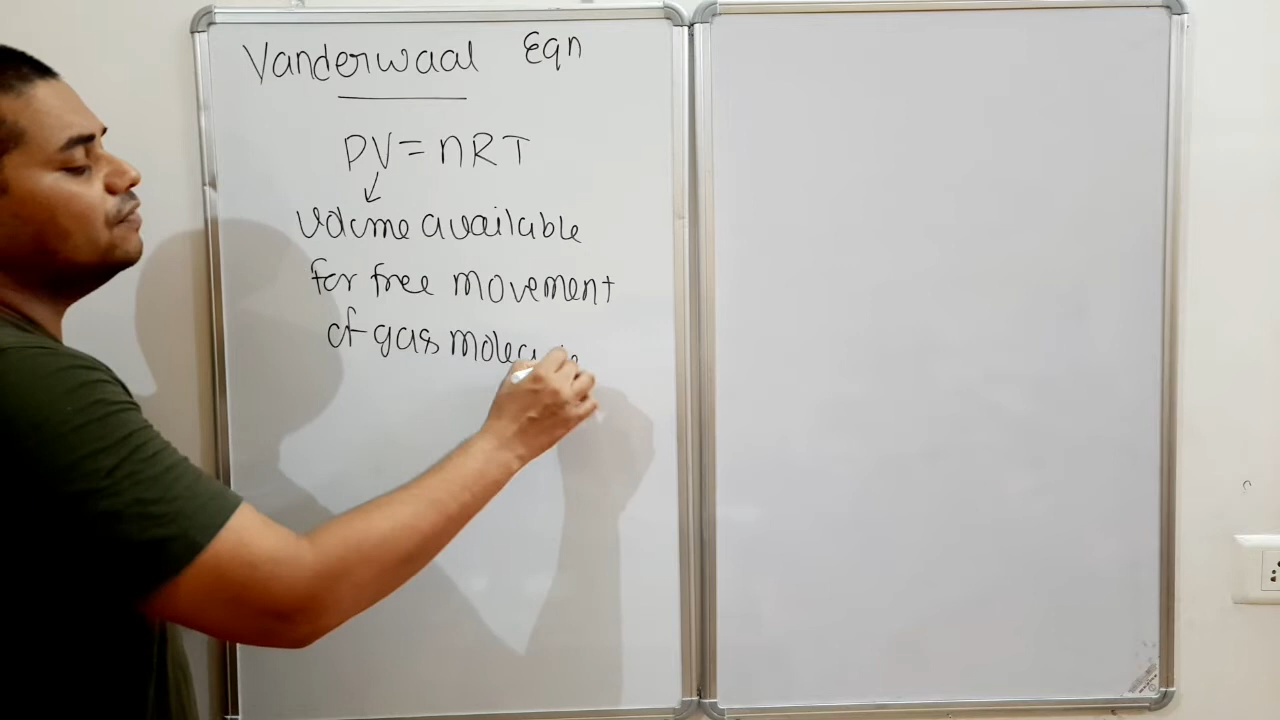 Vanderwaal Eqn
PV = nRT
↓
volume available
for free movement
of gas